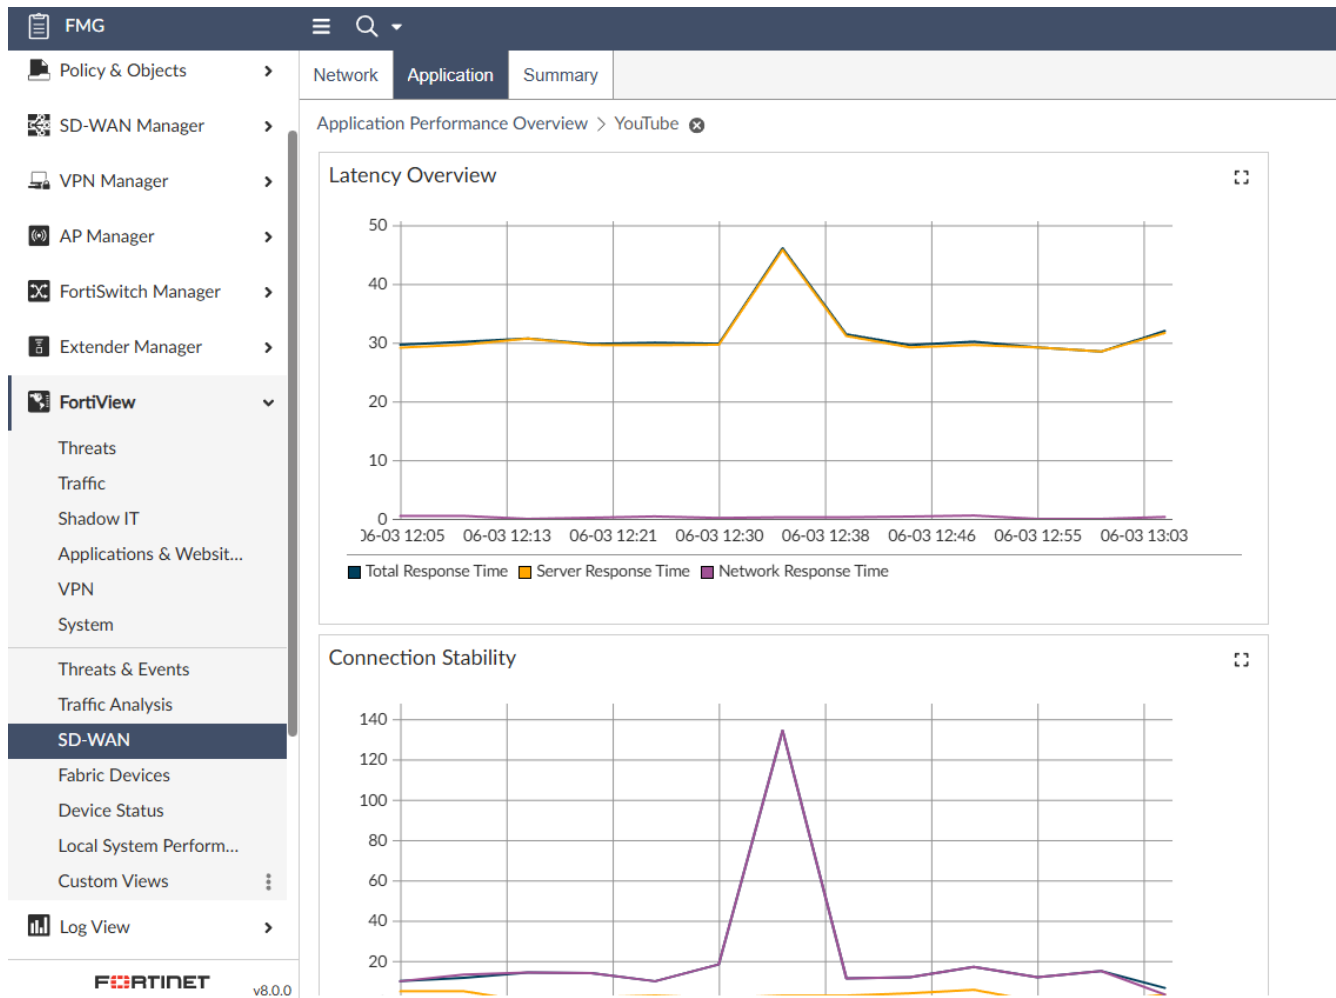 FMG
Policy & Objects
SD-WAN Manager
VPN Manager
AP Manager
FortiSwitch Manager
Extender Manager
FortiView
Threats
Traffic
Shadow IT
Applications & Websit...
VPN
System
Threats & Events
Traffic Analysis
SD-WAN
Fabric Devices
Device Status
Local System Perform...
Custom Views
Log View
FORTINET v8.0.0
Network Application Summary
Application Performance Overview > YouTube
Latency Overview
50
40
30
20
10
0
06-03 12:05 06-03 12:13 06-03 12:21 06-03 12:30 06-03 12:38 06-03 12:46 06-03 12:55 06-03 13:03
Total Response Time Server Response Time Network Response Time
Connection Stability
140
120
100
80
60
40
20